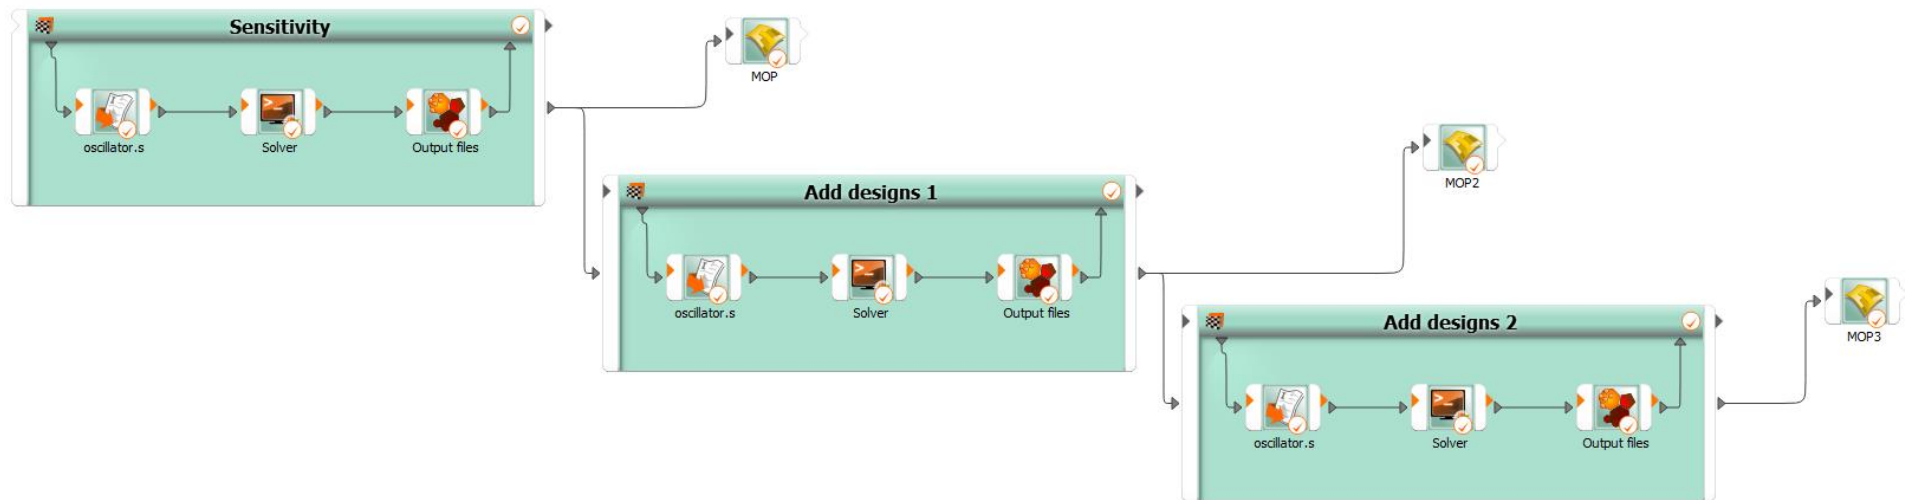 Sensitivity
oscillator.s
Solver
Output files
MOP
Add designs 1
oscillator.s
Solver
Output files
MOP2
Add designs 2
oscillator.s
Solver
Output files
MOP3